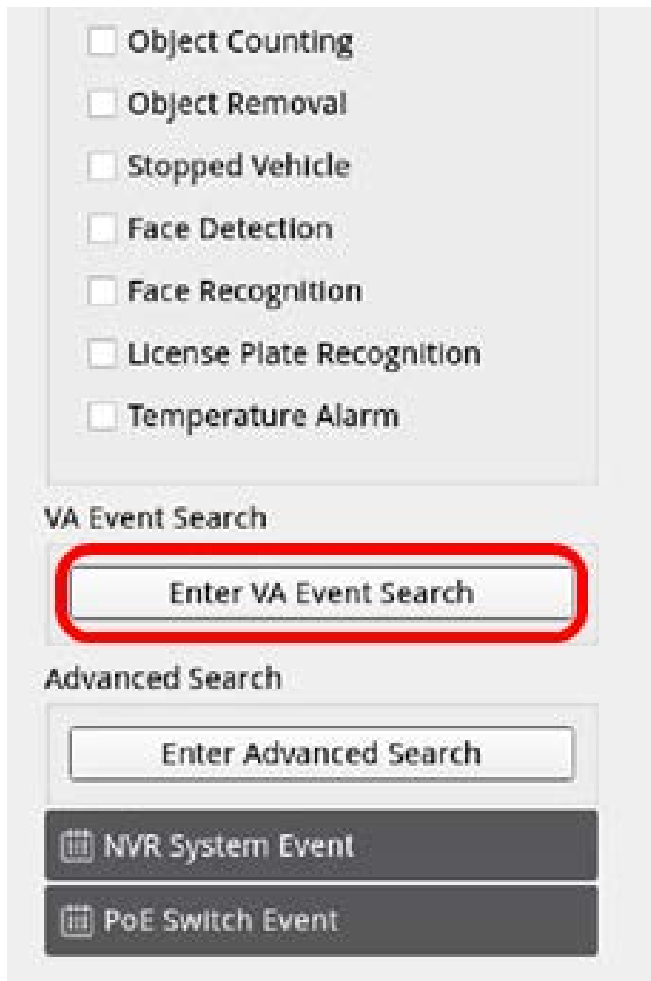 Object Counting
Object Removal
Stopped Vehicle
Face Detection
Face Recognition
License Plate Recognition
Temperature Alarm
VA Event Search
Enter VA Event Search
Advanced Search
Enter Advanced Search
NVR System Event
PoE Switch Event